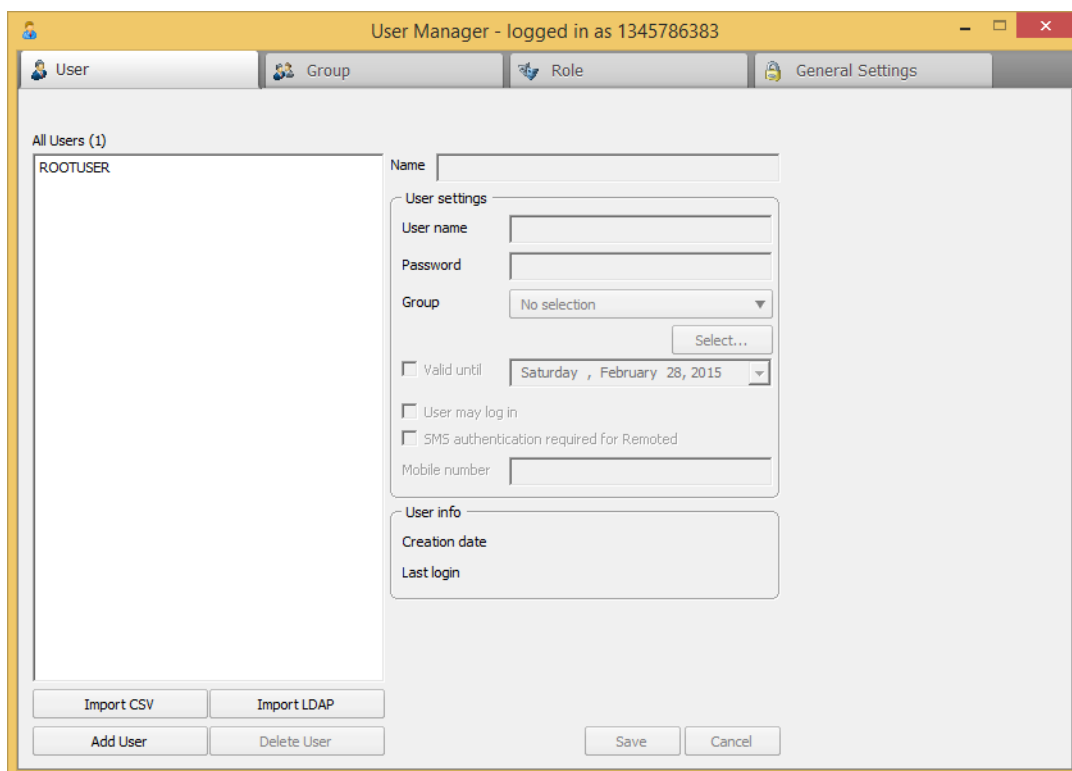 User Manager - logged in as 1345786383
User Group Role General Settings
All Users (1)
ROOTUSER
Name
User settings
User name
Password
Group No selection
Select...
Valid until Saturday , February 28, 2015
User may log in
SMS authentication required for Remoted
Mobile number
User info
Creation date
Last login
Import CSV Import LDAP
Add User Delete User Save Cancel